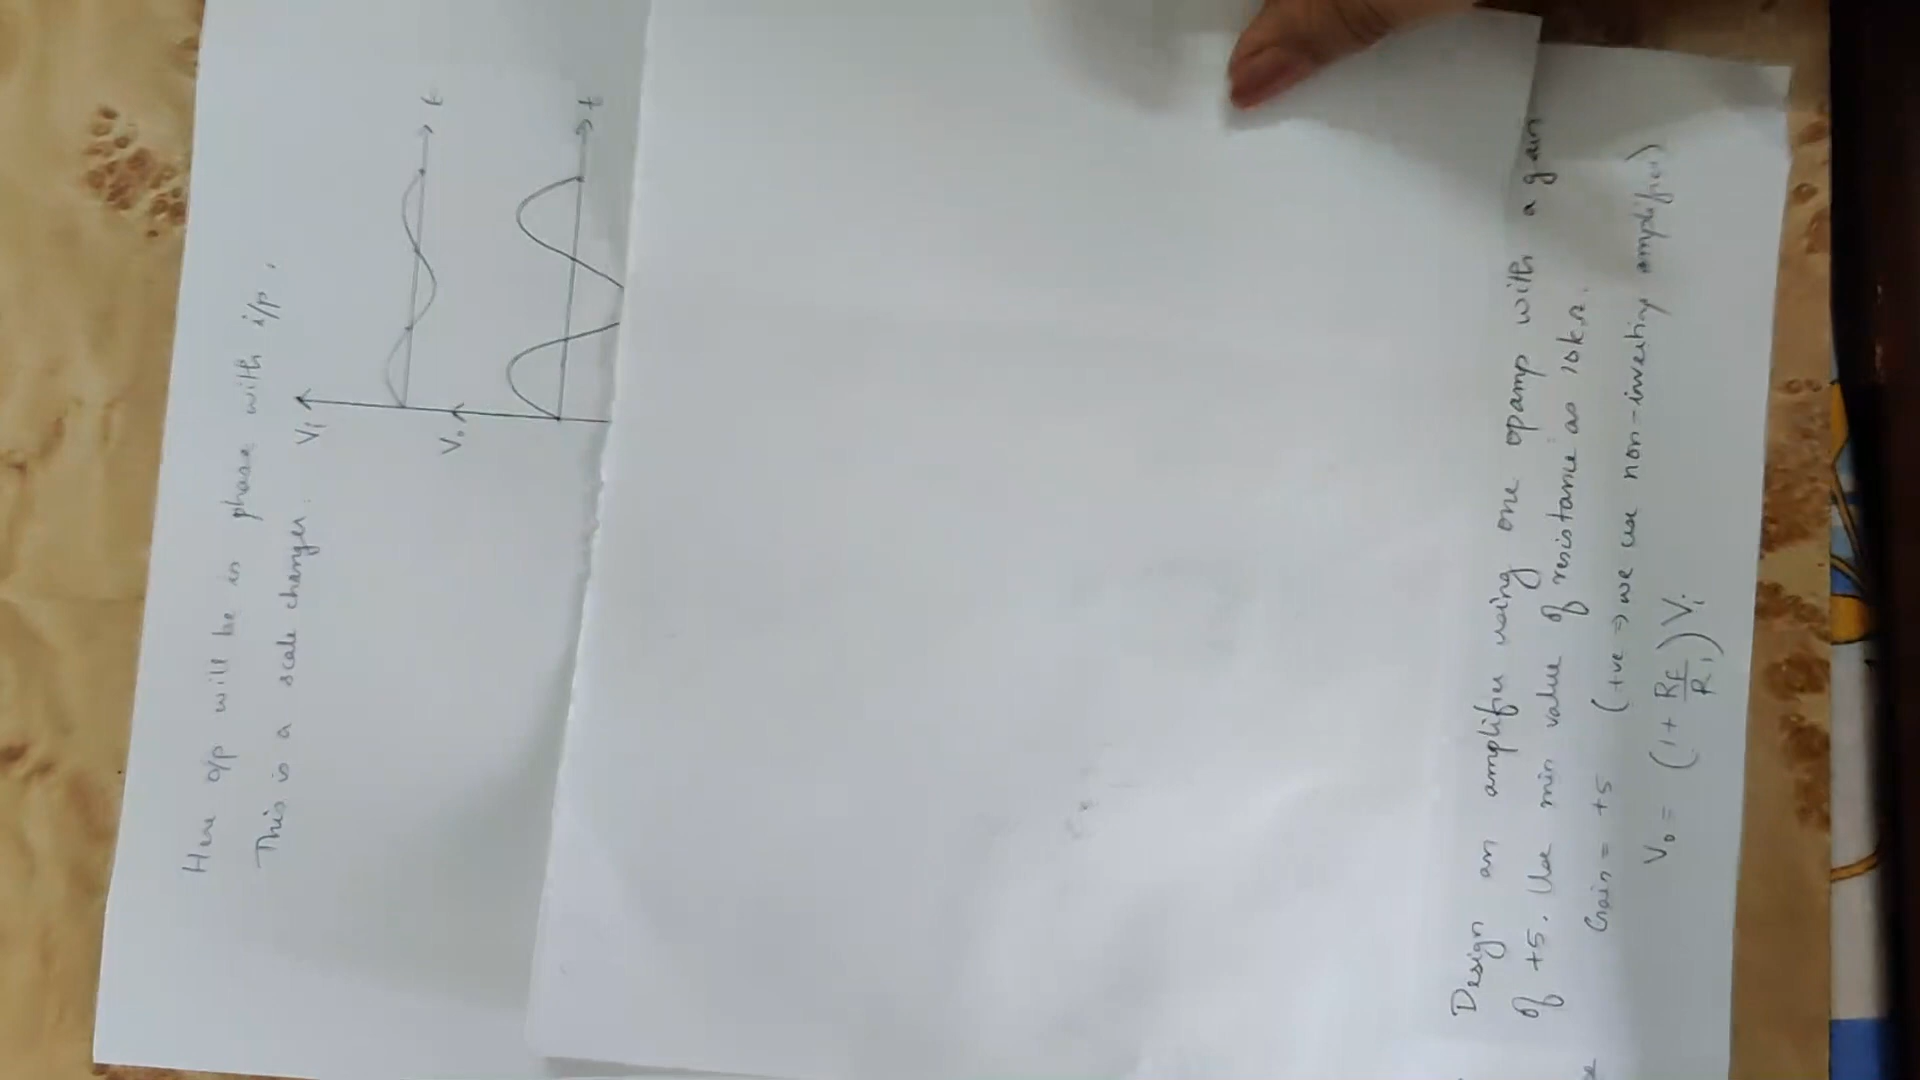 Here o/p will be in phase with i/p.
This is a scale changer.
Vi
t
Vo
t
Design an amplifier using one opamp with a gain
of +5. Use min value of resistance as 10kΩ.
Gain = +5 (+ve ⇒ we use non-inverting amplifier)
Vo = (1 + RF/R1) Vi